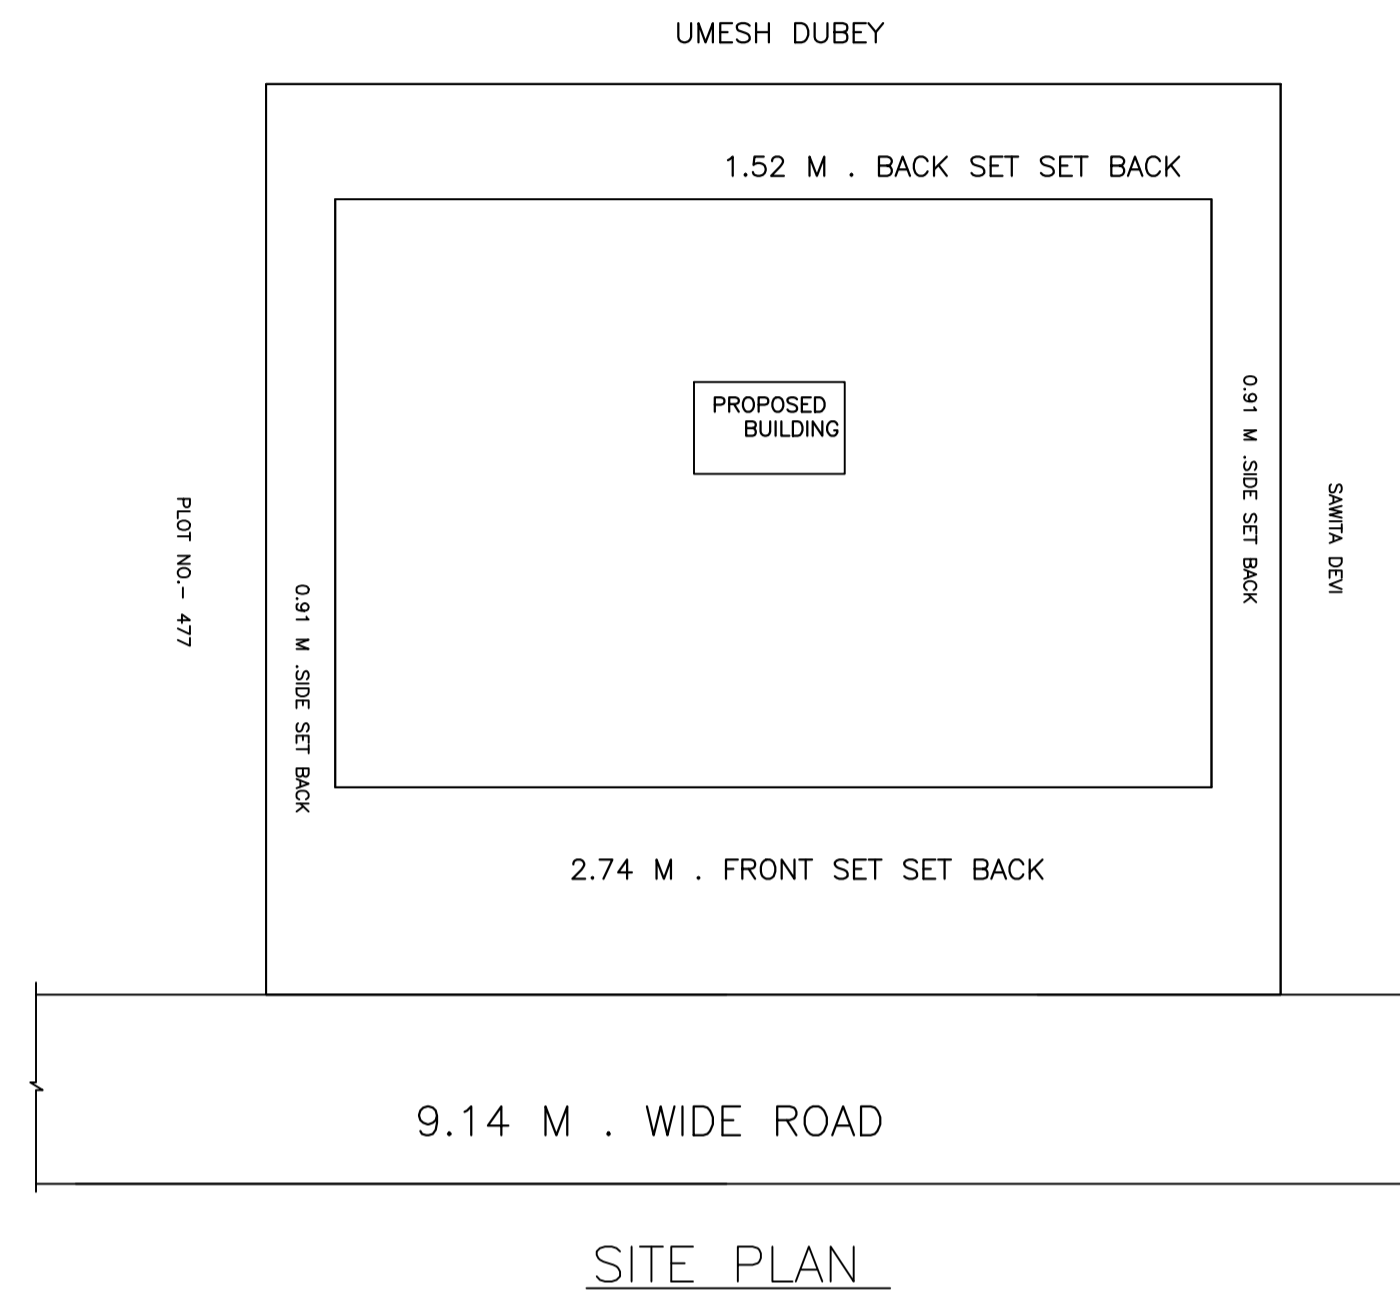 UMESH DUBEY
1.52 M . BACK SET SET BACK
PROPOSED
BUILDING
0.91 M .SIDE SET BACK
SAWITA DEVI
PLOT NO.- 477
0.91 M .SIDE SET BACK
2.74 M . FRONT SET SET BACK
9.14 M . WIDE ROAD
SITE PLAN